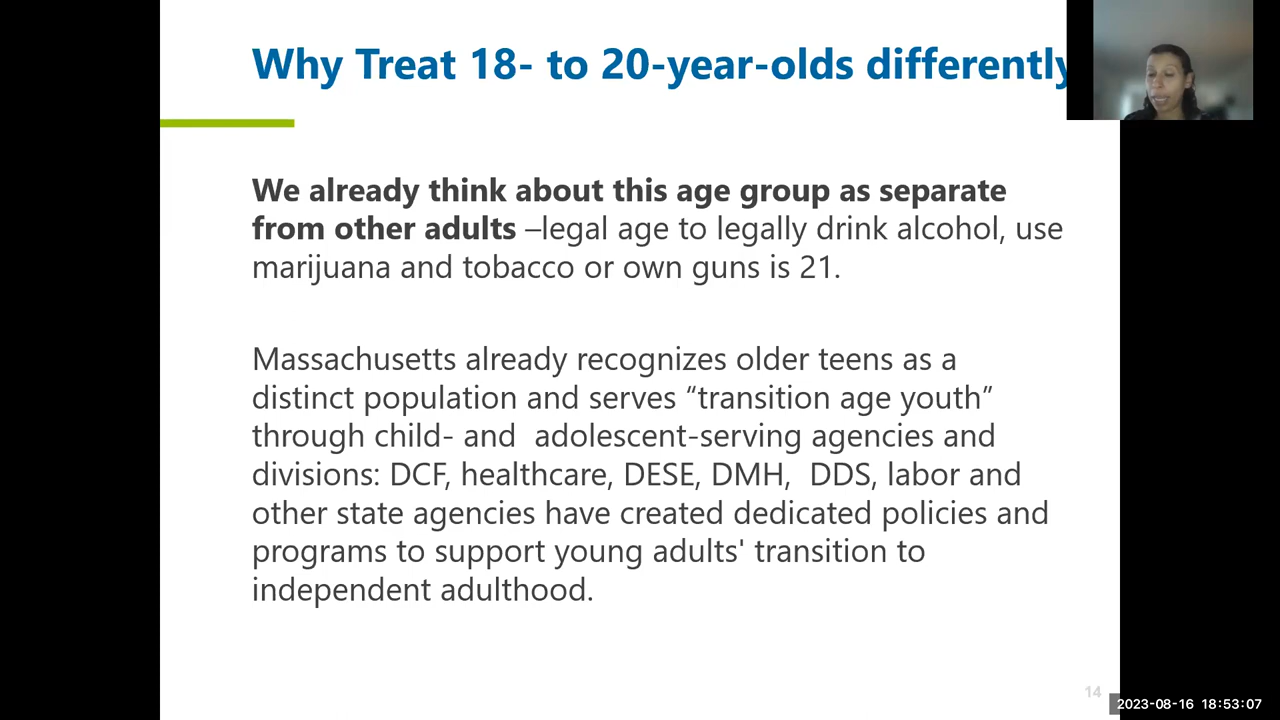 Why Treat 18- to 20-year-olds differently
We already think about this age group as separate
from other adults –legal age to legally drink alcohol, use
marijuana and tobacco or own guns is 21.
Massachusetts already recognizes older teens as a
distinct population and serves “transition age youth”
through child- and  adolescent-serving agencies and
divisions: DCF, healthcare, DESE, DMH,  DDS, labor and
other state agencies have created dedicated policies and
programs to support young adults' transition to
independent adulthood.
14
2023-08-16 18:53:07